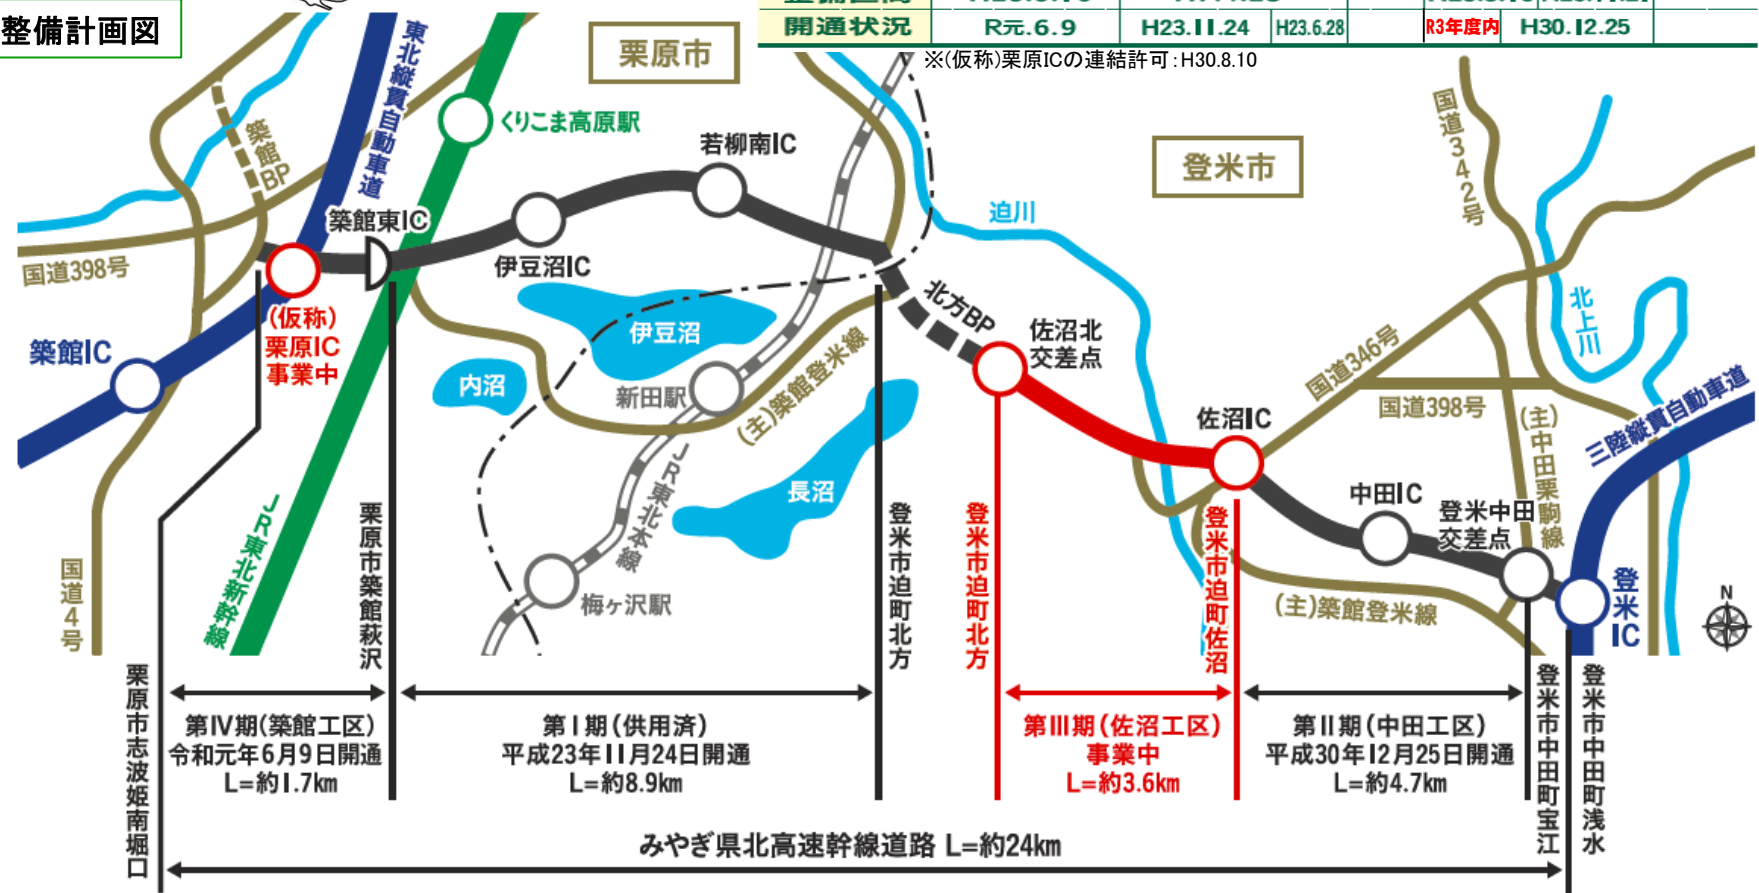 整備計画図
開通状況
R元.6.9
H23.11.24
H23.6.28
R3年度内
H30.12.25
※(仮称)栗原ICの連結許可:H30.8.10
栗原市
登米市
東北縦貫自動車道
くりこま高原駅
築館BP
築館東IC
若柳南IC
伊豆沼IC
迫川
国道342号
国道398号
(仮称)
栗原IC
事業中
築館IC
伊豆沼
内沼
新田駅
(主)築館登米線
北方BP
佐沼北
交差点
国道346号
北上川
国道398号
(主)中田栗駒線
三陸縦貫自動車道
佐沼IC
中田IC
登米中田
交差点
長沼
JR東北本線
梅ヶ沢駅
JR東北新幹線
国道4号
(主)築館登米線
登米IC
N
栗原市志波姫南堀口
栗原市築館萩沢
登米市迫町北方
登米市迫町北方
登米市迫町佐沼
登米市中田町宝江
登米市中田町浅水
第Ⅳ期(築館工区)
令和元年6月9日開通
L=約1.7km
第Ⅰ期(供用済)
平成23年11月24日開通
L=約8.9km
第Ⅲ期(佐沼工区)
事業中
L=約3.6km
第Ⅱ期(中田工区)
平成30年12月25日開通
L=約4.7km
みやぎ県北高速幹線道路 L=約24km